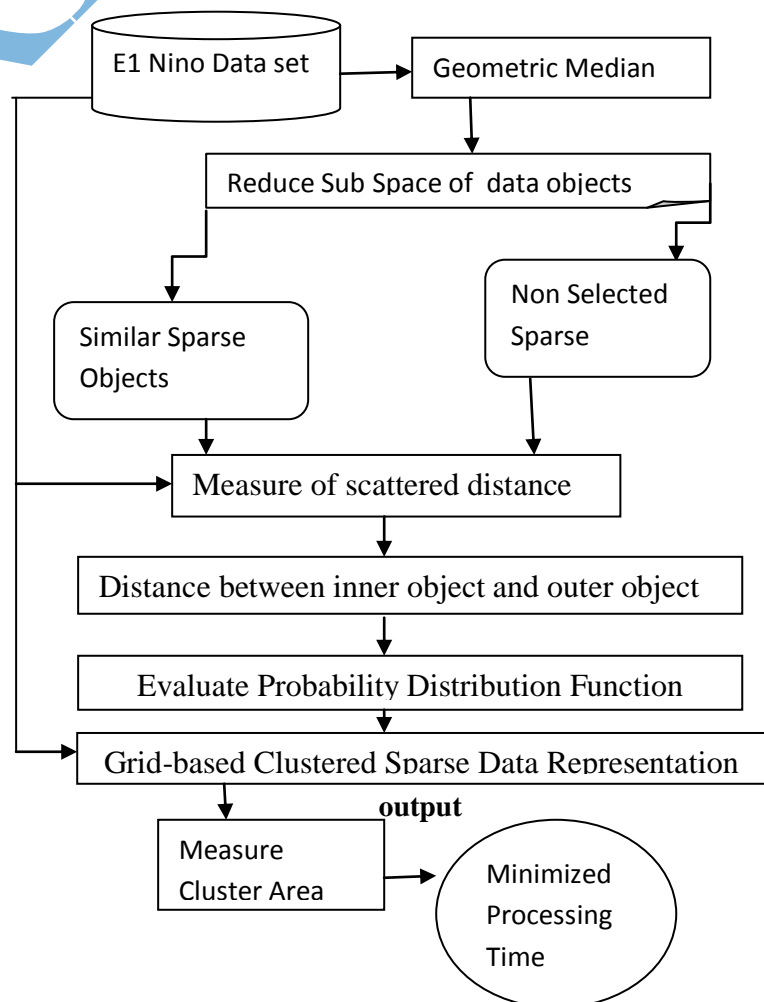 E1 Nino Data set
Geometric Median
Reduce Sub Space of data objects
Non Selected
Sparse
Similar Sparse
Objects
Measure of scattered distance
Distance between inner object and outer object
Evaluate Probability Distribution Function
Grid-based Clustered Sparse Data Representation
output
Measure
Cluster Area
Minimized
Processing
Time